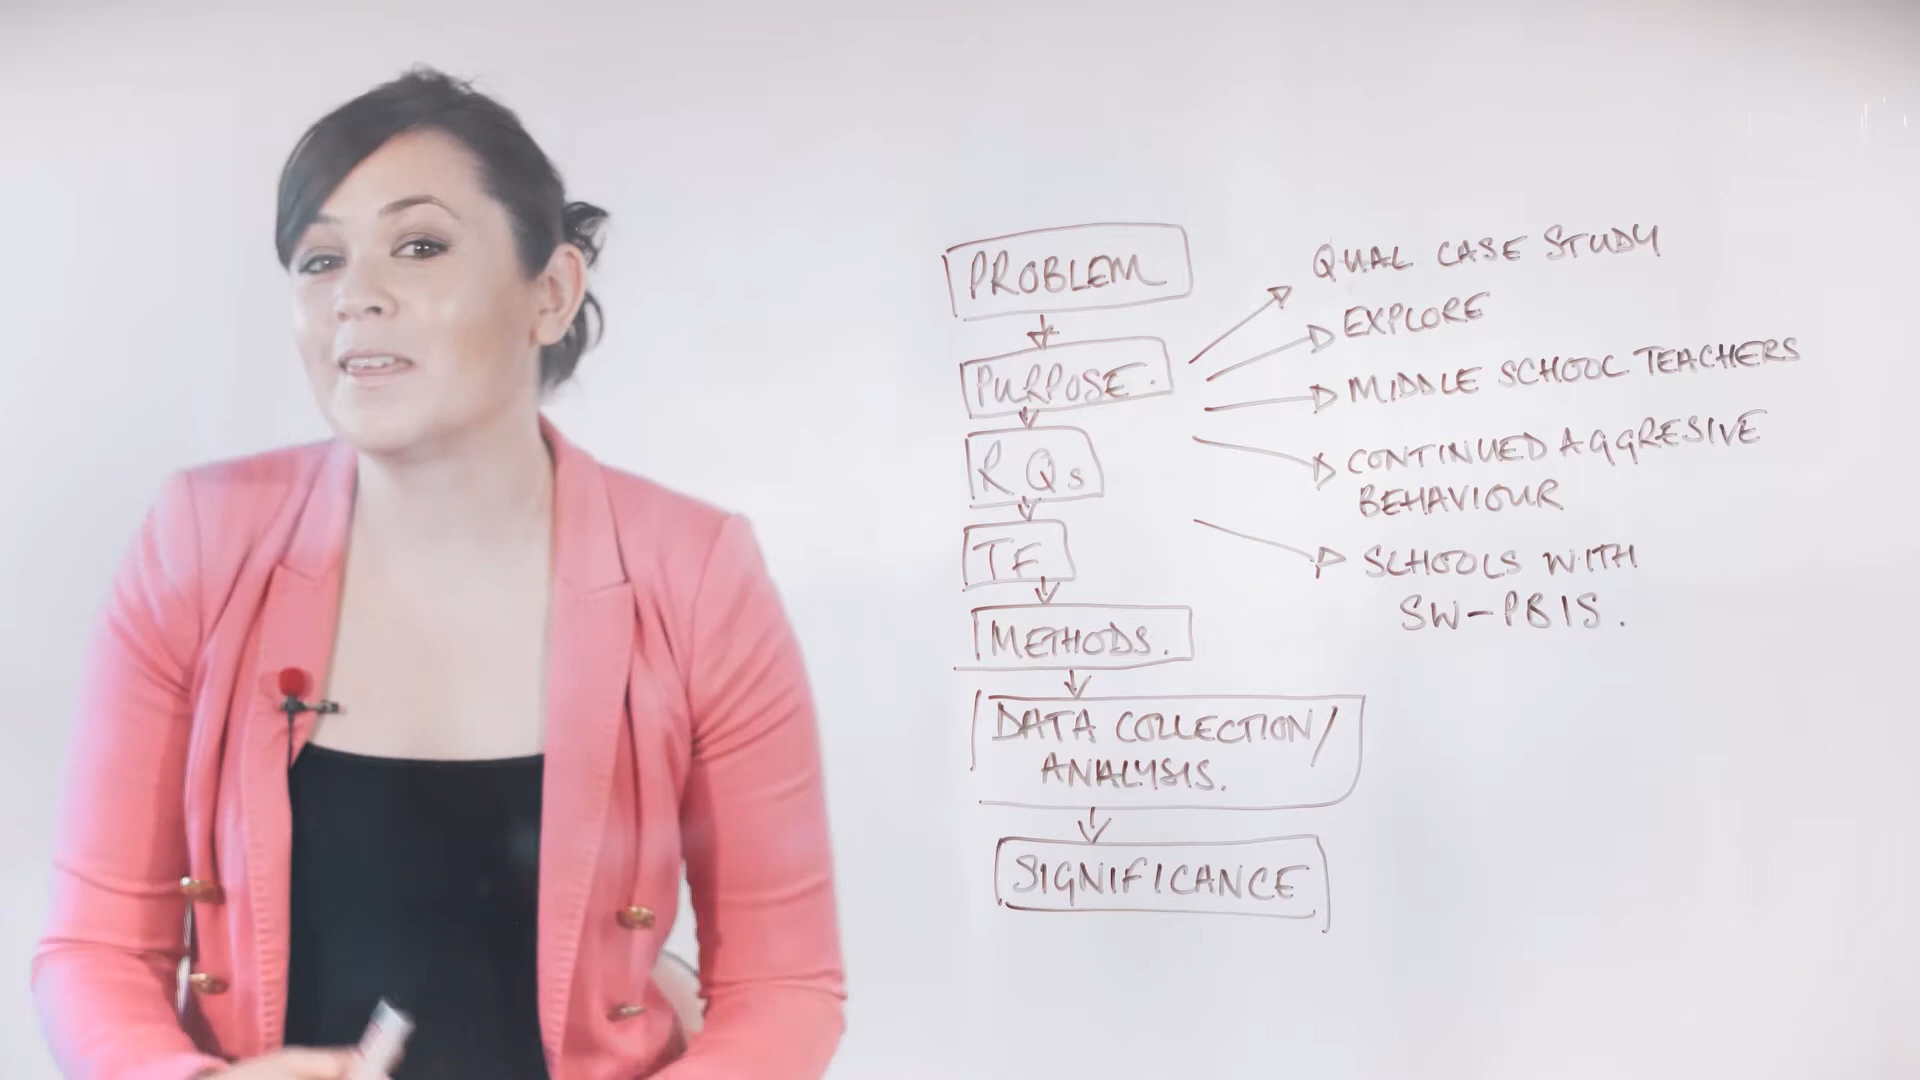 PROBLEM
PURPOSE.
RQs
TF
METHODS.
DATA COLLECTION/
ANALYSIS.
SIGNIFICANCE
QUAL CASE STUDY
EXPLORE
MIDDLE SCHOOL TEACHERS
CONTINUED AGGRESIVE
BEHAVIOUR
SCHOOLS WITH
SW-PBIS.